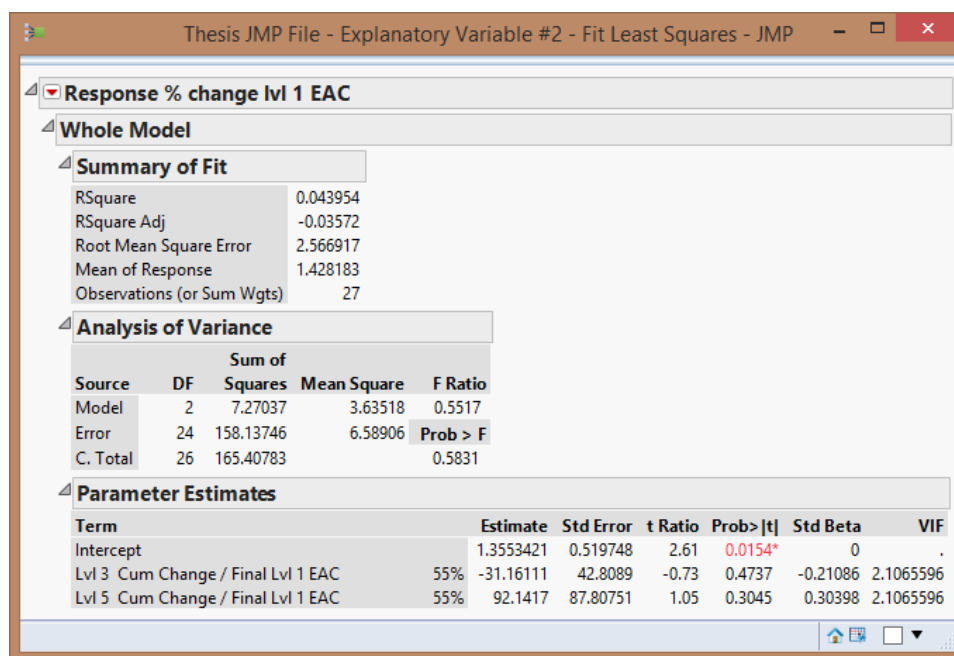 Thesis JMP File - Explanatory Variable #2 - Fit Least Squares - JMP
Response % change lvl 1 EAC
Whole Model
Summary of Fit
RSquare 0.043954
RSquare Adj -0.03572
Root Mean Square Error 2.566917
Mean of Response 1.428183
Observations (or Sum Wgts) 27
Analysis of Variance
Sum of
Source DF Squares Mean Square F Ratio
Model 2 7.27037 3.63518 0.5517
Error 24 158.13746 6.58906 Prob > F
C. Total 26 165.40783 0.5831
Parameter Estimates
Term Estimate Std Error t Ratio Prob>|t| Std Beta VIF
Intercept 1.3553421 0.519748 2.61 0.0154* 0 .
Lvl 3 Cum Change / Final Lvl 1 EAC 55% -31.16111 42.8089 -0.73 0.4737 -0.21086 2.1065596
Lvl 5 Cum Change / Final Lvl 1 EAC 55% 92.1417 87.80751 1.05 0.3045 0.30398 2.1065596